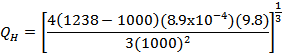 Q_H = [4(1238−1000)(8.9x10⁻⁴)(9.8) / 3(1000)²]^(1/3)